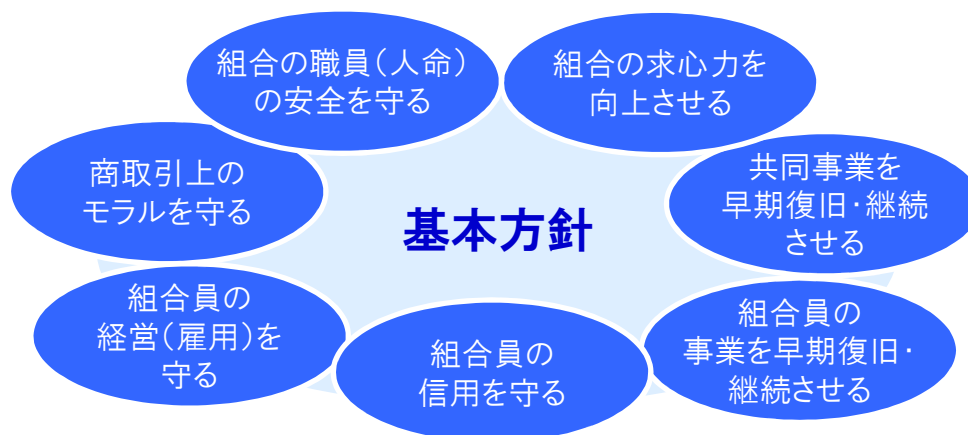 組合の職員(人命)
の安全を守る
組合の求心力を
向上させる
商取引上の
モラルを守る
共同事業を
早期復旧・継続
させる
基本方針
組合員の
経営(雇用)を
守る
組合員の
信用を守る
組合員の
事業を早期復旧・
継続させる